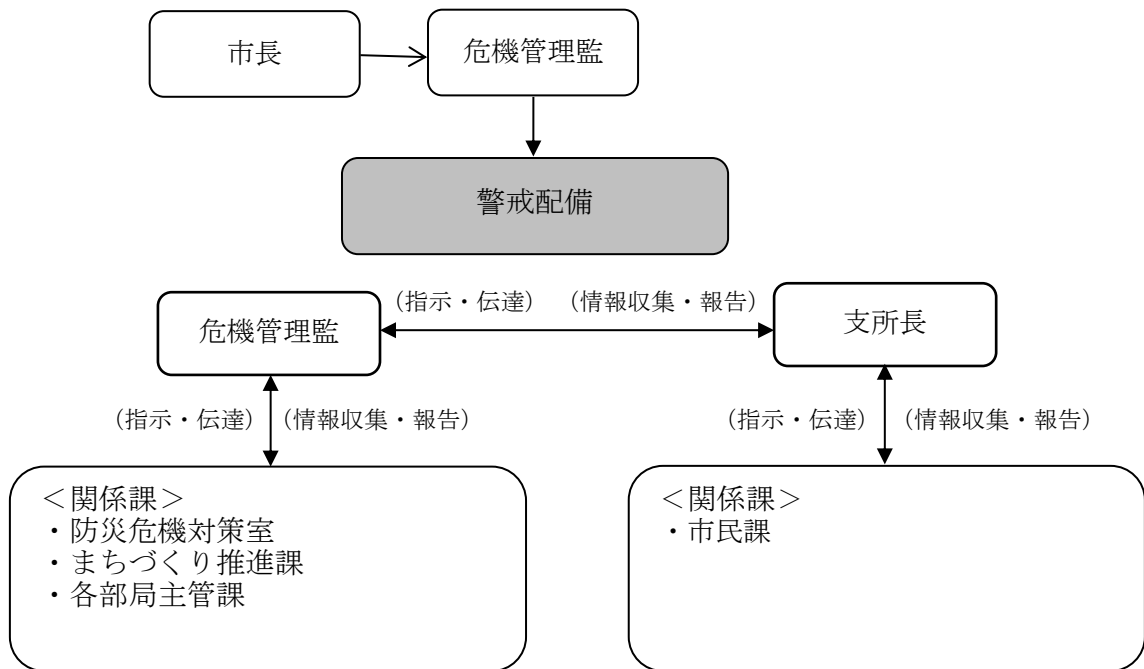 市長
危機管理監
警戒配備
（指示・伝達） （情報収集・報告）
危機管理監
支所長
（指示・伝達） （情報収集・報告）
（指示・伝達） （情報収集・報告）
＜関係課＞
・防災危機対策室
・まちづくり推進課
・各部局主管課
＜関係課＞
・市民課